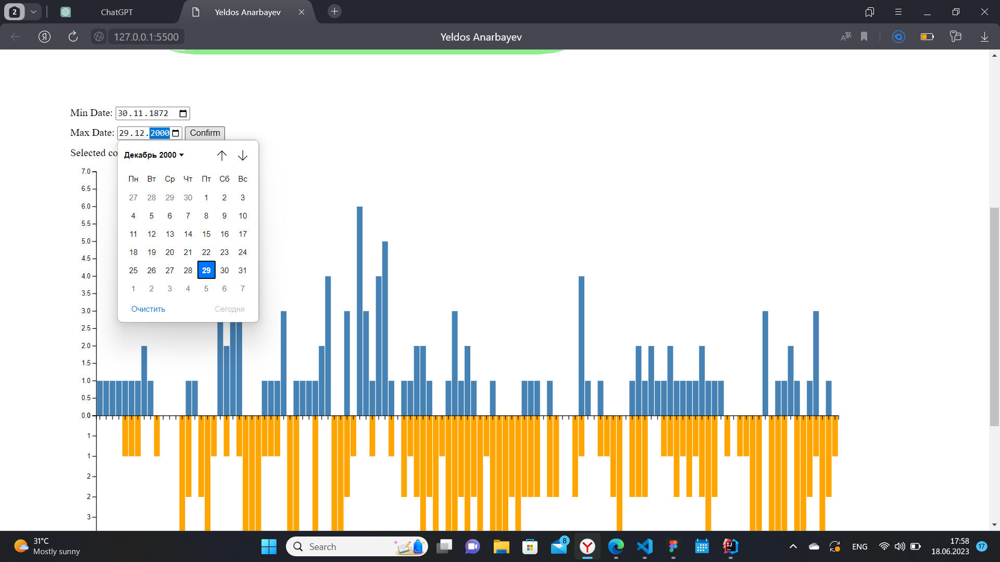 2
ChatGPT
Yeldos Anarbayev
127.0.0.1:5500
Yeldos Anarbayev
Min Date: 30.11.1872
Max Date: 29.12.2000 Confirm
Selected co
Декабрь 2000
Пн Вт Ср Чт Пт Сб Вс
27 28 29 30 1 2 3
4 5 6 7 8 9 10
11 12 13 14 15 16 17
18 19 20 21 22 23 24
25 26 27 28 29 30 31
1 2 3 4 5 6 7
Очистить Сегодня
7.0
6.5
6.0
5.5
5.0
4.5
4.0
3.5
3.0
2.5
2.0
1.5
1.0
0.5
0.0
1
1
2
2
3
31°C
Mostly sunny
Search
8
ENG
17:58
18.06.2023
17